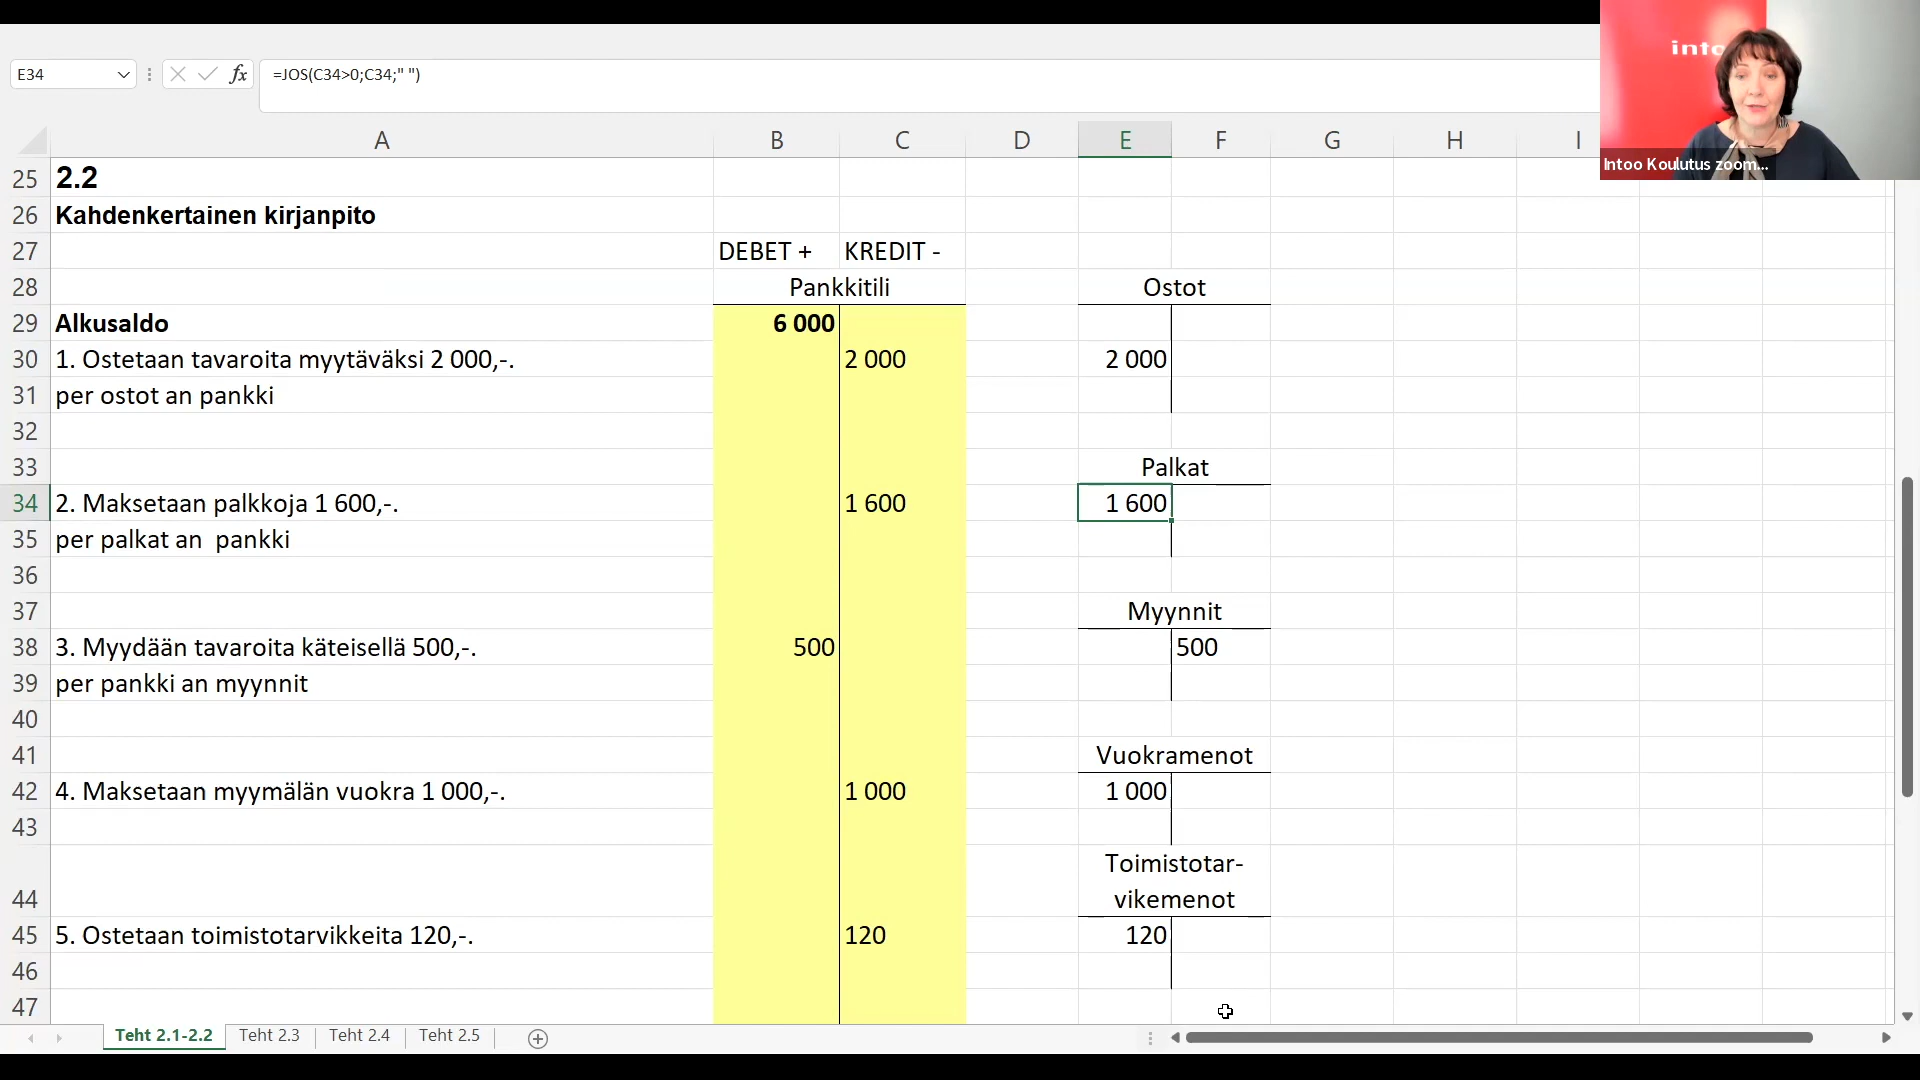 E34
fx
=JOS(C34>0;C34;" ")
into
Intoo Koulutus zoom...
A B C D E F G H I
25 2.2
26 Kahdenkertainen kirjanpito
27 DEBET + KREDIT -
28 Pankkitili Ostot
29 Alkusaldo 6 000
30 1. Ostetaan tavaroita myytäväksi 2 000,-. 2 000 2 000
31 per ostot an pankki
32
33 Palkat
34 2. Maksetaan palkkoja 1 600,-. 1 600 1 600
35 per palkat an pankki
36
37 Myynnit
38 3. Myydään tavaroita käteisellä 500,-. 500 500
39 per pankki an myynnit
40
41 Vuokramenot
42 4. Maksetaan myymälän vuokra 1 000,-. 1 000 1 000
43
Toimistotar-
44 vikemenot
45 5. Ostetaan toimistotarvikkeita 120,-. 120 120
46
47
Teht 2.1-2.2 Teht 2.3 Teht 2.4 Teht 2.5